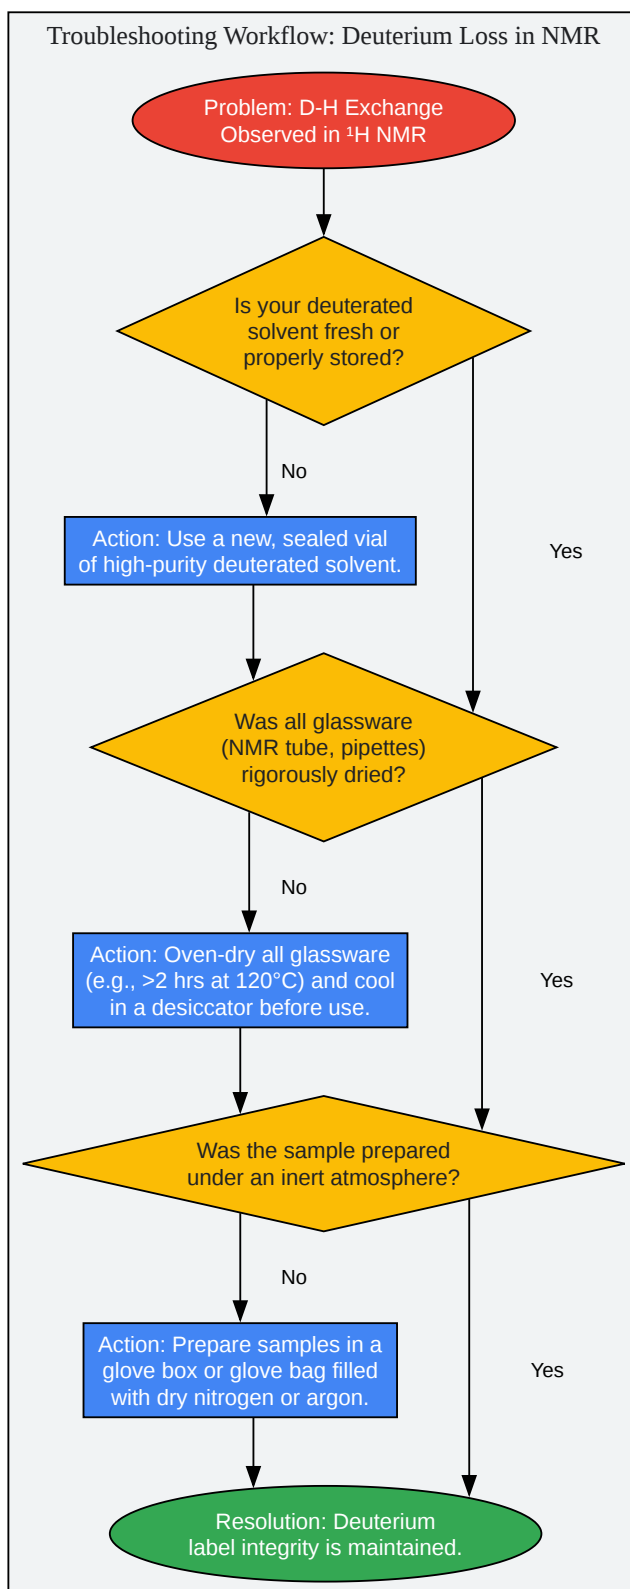 Troubleshooting Workflow: Deuterium Loss in NMR
Problem: D-H Exchange
Observed in ¹H NMR
Is your deuterated
solvent fresh or
properly stored?
No
Action: Use a new, sealed vial
of high-purity deuterated solvent.
Yes
Was all glassware
(NMR tube, pipettes)
rigorously dried?
No
Action: Oven-dry all glassware
(e.g., >2 hrs at 120°C) and cool
in a desiccator before use.
Yes
Was the sample prepared
under an inert atmosphere?
No
Action: Prepare samples in a
glove box or glove bag filled
with dry nitrogen or argon.
Yes
Resolution: Deuterium
label integrity is maintained.